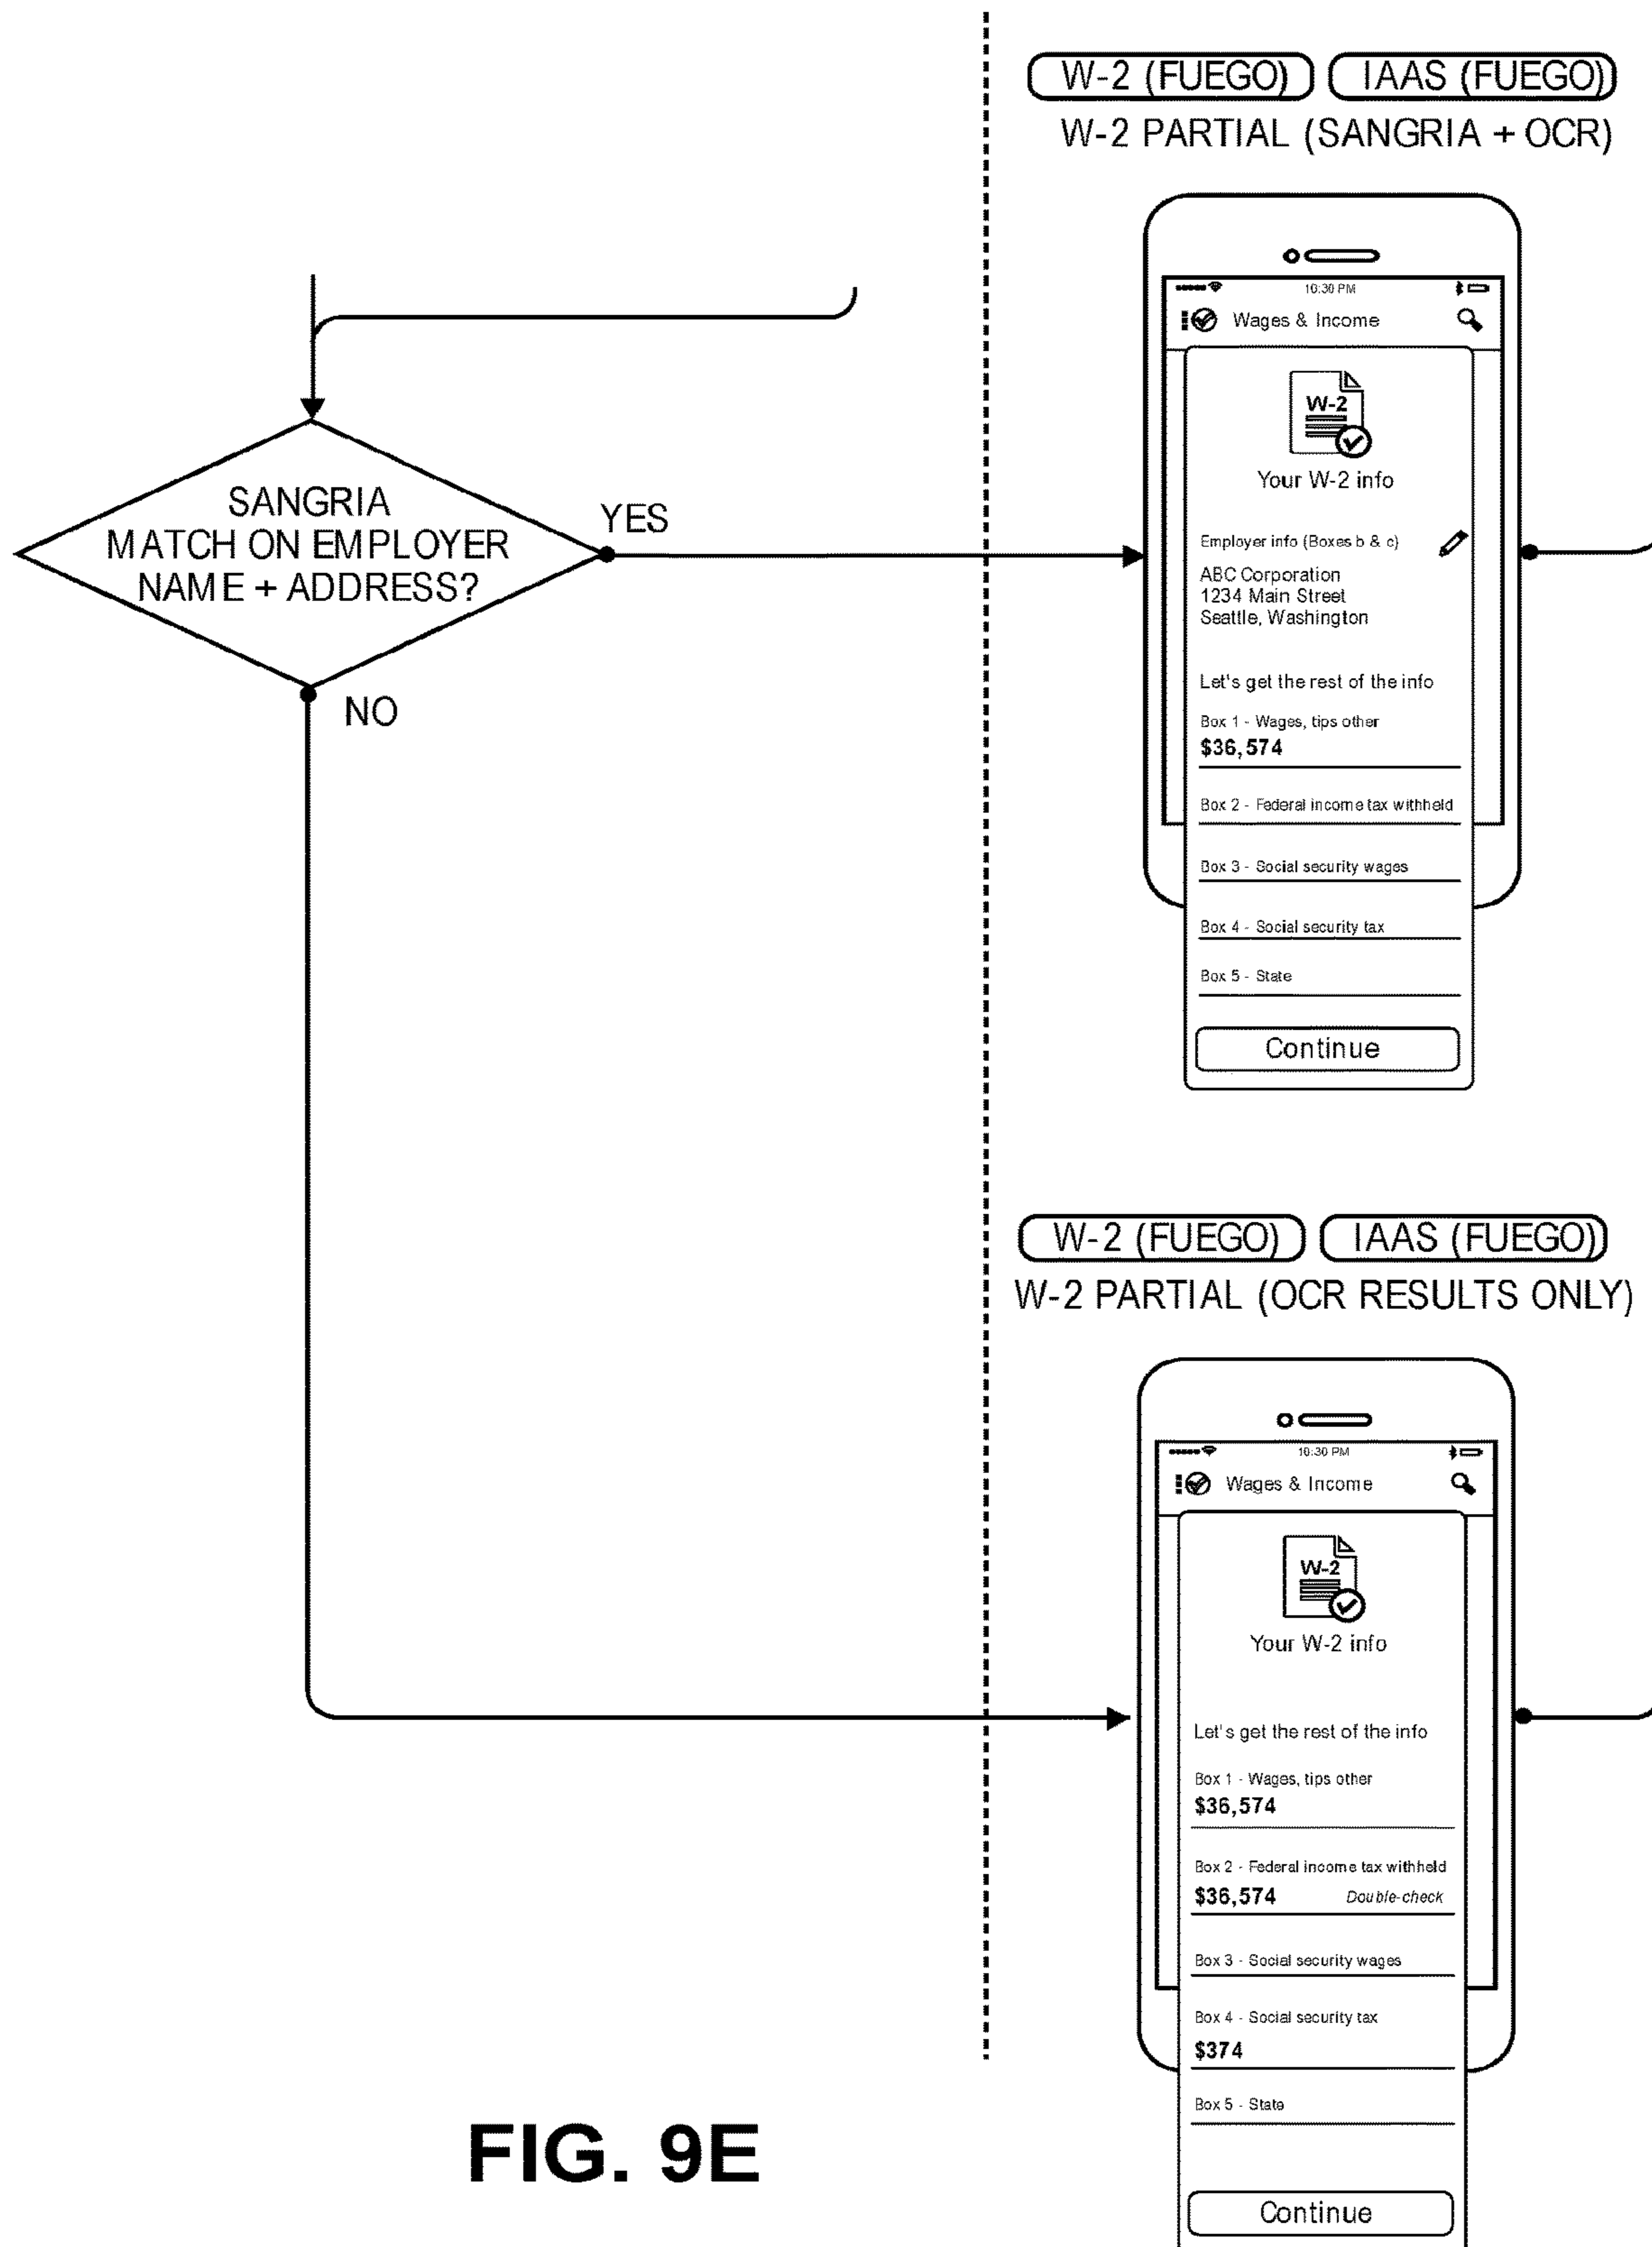 W-2 (FUEGO) IAAS (FUEGO)
W-2 PARTIAL (SANGRIA + OCR)
10:30 PM
Wages & Income
W-2
Your W-2 info
Employer info (Boxes b & c)
ABC Corporation
1234 Main Street
Seattle, Washington
Let's get the rest of the info
Box 1 - Wages, tips other
$36,574
Box 2 - Federal income tax withheld
Box 3 - Social security wages
Box 4 - Social security tax
Box 5 - State
Continue
SANGRIA
MATCH ON EMPLOYER
NAME + ADDRESS?
YES
NO
W-2 (FUEGO) IAAS (FUEGO)
W-2 PARTIAL (OCR RESULTS ONLY)
10:30 PM
Wages & Income
W-2
Your W-2 info
Let's get the rest of the info
Box 1 - Wages, tips other
$36,574
Box 2 - Federal income tax withheld
$36,574 Double-check
Box 3 - Social security wages
Box 4 - Social security tax
$374
Box 5 - State
Continue
FIG. 9E